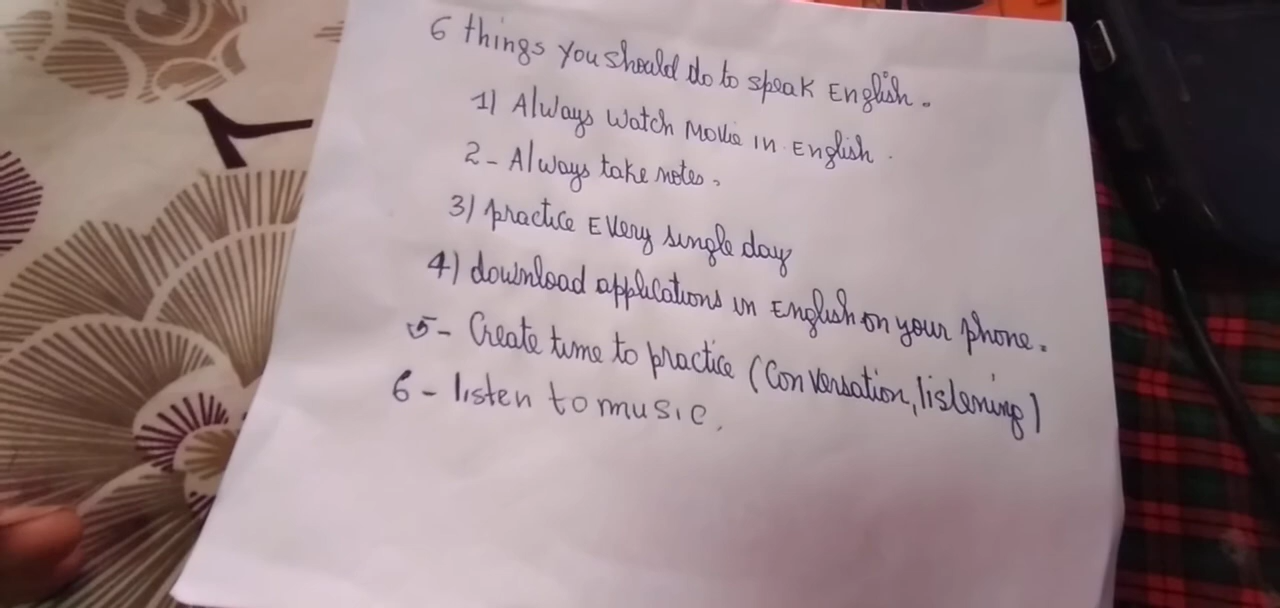 6 things you should do to speak English.
1) Always watch Movie in English.
2- Always take notes.
3) practice Every single day
4) download applications in English on your phone.
5- Create time to practice (Conversation, listening)
6- listen to music.